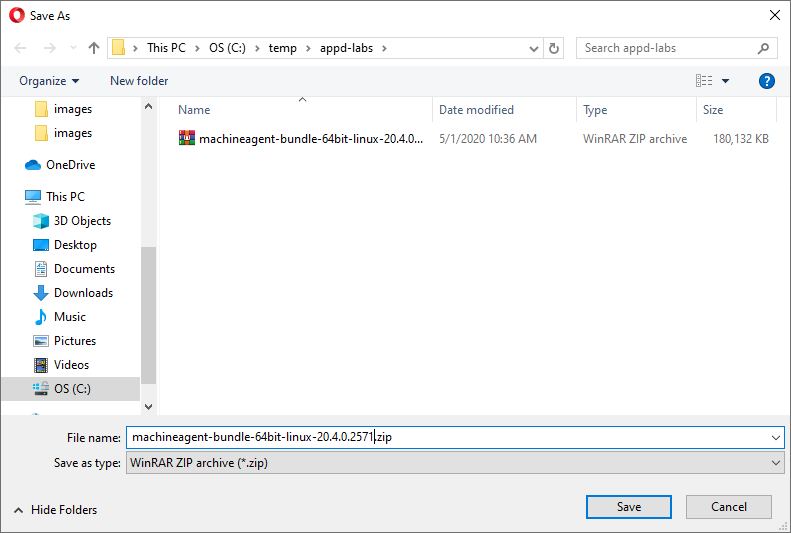 Save As
This PC > OS (C:) > temp > appd-labs >
Search appd-labs
Organize
New folder
?
Name Date modified Type Size
machineagent-bundle-64bit-linux-20.4.0... 5/1/2020 10:36 AM WinRAR ZIP archive 180,132 KB
images
images
OneDrive
This PC
3D Objects
Desktop
Documents
Downloads
Music
Pictures
Videos
OS (C:)
File name: machineagent-bundle-64bit-linux-20.4.0.2571.zip
Save as type: WinRAR ZIP archive (*.zip)
Hide Folders
Save
Cancel